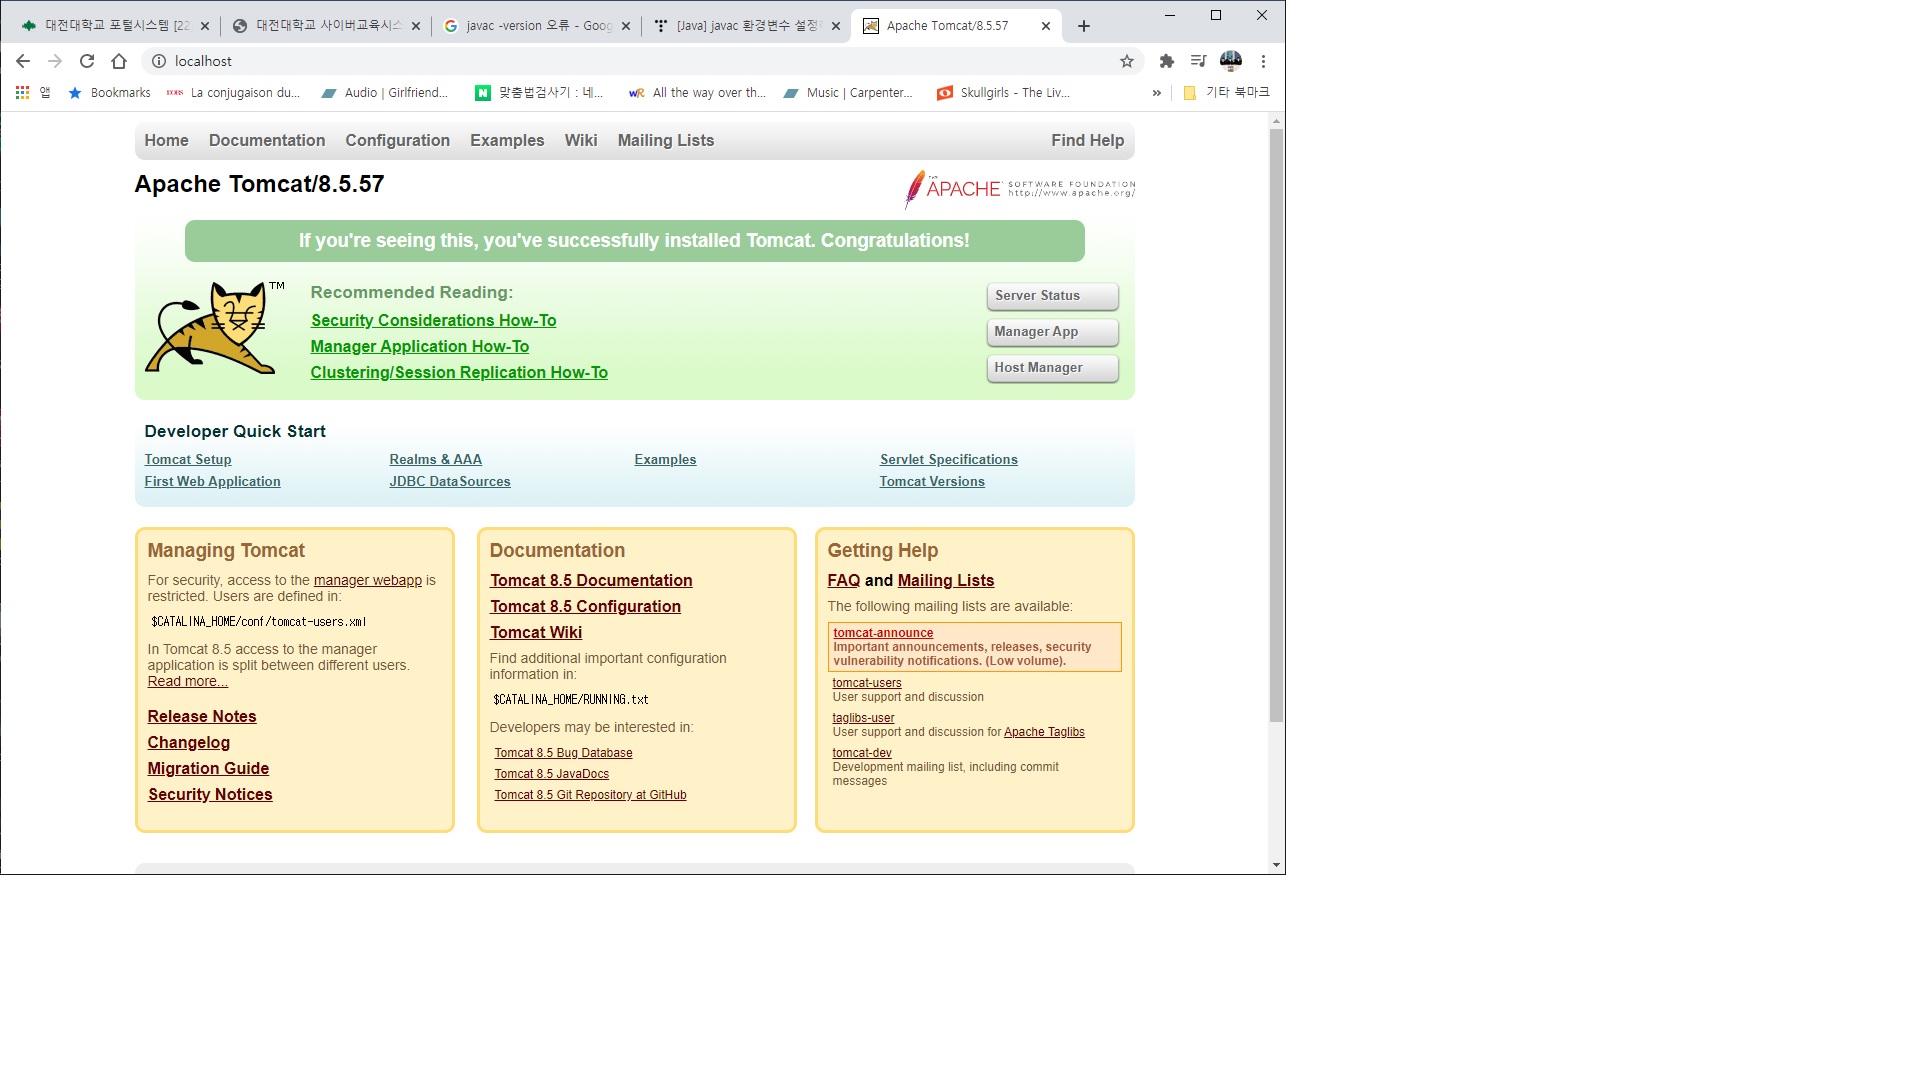 대전대학교 포털시스템 [22
대전대학교 사이버교육시스
javac -version 오류 - Goog
[Java] javac 환경변수 설정
Apache Tomcat/8.5.57
localhost
앱
Bookmarks
La conjugaison du...
Audio | Girlfriend...
맞춤법검사기 : 네...
All the way over th...
Music | Carpenter...
Skullgirls - The Liv...
기타 북마크
Home Documentation Configuration Examples Wiki Mailing Lists Find Help
Apache Tomcat/8.5.57
THE APACHE SOFTWARE FOUNDATION
http://www.apache.org/
If you're seeing this, you've successfully installed Tomcat. Congratulations!
TM
Recommended Reading:
Security Considerations How-To
Manager Application How-To
Clustering/Session Replication How-To
Server Status
Manager App
Host Manager
Developer Quick Start
Tomcat Setup
First Web Application
Realms & AAA
JDBC DataSources
Examples
Servlet Specifications
Tomcat Versions
Managing Tomcat
For security, access to the manager webapp is
restricted. Users are defined in:
$CATALINA_HOME/conf/tomcat-users.xml
In Tomcat 8.5 access to the manager
application is split between different users.
Read more...
Release Notes
Changelog
Migration Guide
Security Notices
Documentation
Tomcat 8.5 Documentation
Tomcat 8.5 Configuration
Tomcat Wiki
Find additional important configuration
information in:
$CATALINA_HOME/RUNNING.txt
Developers may be interested in:
Tomcat 8.5 Bug Database
Tomcat 8.5 JavaDocs
Tomcat 8.5 Git Repository at GitHub
Getting Help
FAQ and Mailing Lists
The following mailing lists are available:
tomcat-announce
Important announcements, releases, security
vulnerability notifications. (Low volume).
tomcat-users
User support and discussion
taglibs-user
User support and discussion for Apache Taglibs
tomcat-dev
Development mailing list, including commit
messages